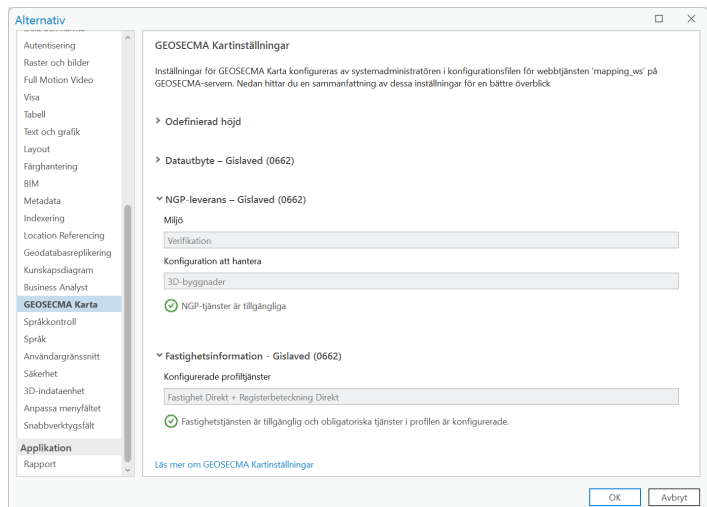 Alternativ
Autentisering
Raster och bilder
Full Motion Video
Visa
Tabell
Text och grafik
Layout
Färghantering
BIM
Metadata
Indexering
Location Referencing
Geodatabasreplikering
Kunskapsdiagram
Business Analyst
GEOSECMA Karta
Språkkontroll
Språk
Användargränssnitt
Säkerhet
3D-indataenhet
Anpassa menyfältet
Snabbverktygsfält
Applikation
Rapport
GEOSECMA Kartinställningar
Inställningar för GEOSECMA Karta konfigureras av systemadministratören i konfigurationsfilen för webbtjänsten 'mapping_ws' på
GEOSECMA-servern. Nedan hittar du en sammanfattning av dessa inställningar för en bättre överblick
Odefinierad höjd
Datautbyte – Gislaved (0662)
NGP-leverans – Gislaved (0662)
Miljö
Verifikation
Konfiguration att hantera
3D-byggnader
NGP-tjänster är tillgängliga
Fastighetsinformation - Gislaved (0662)
Konfigurerade profiltjänster
Fastighet Direkt + Registerbeteckning Direkt
Fastighetstjänsten är tillgänglig och obligatoriska tjänster i profilen är konfigurerade.
Läs mer om GEOSECMA Kartinställningar
OK
Avbryt